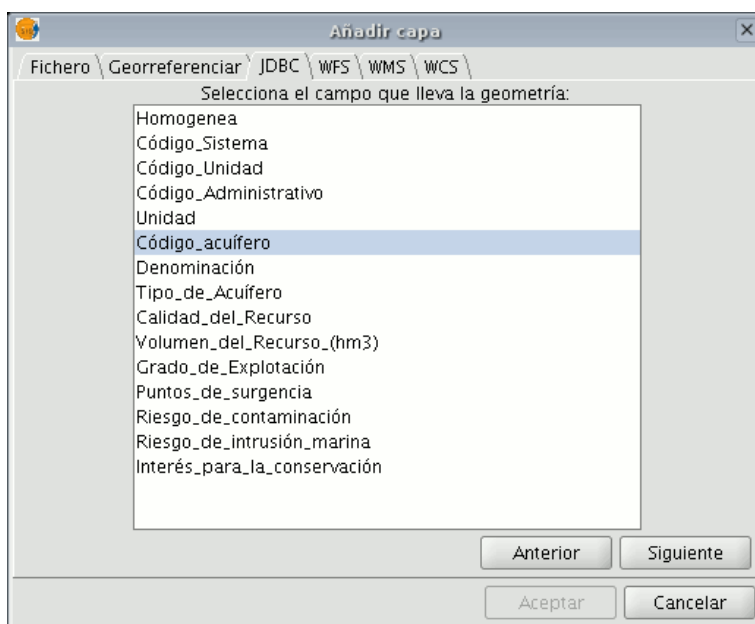 Añadir capa
Fichero Georreferenciar JDBC WFS WMS WCS
Selecciona el campo que lleva la geometría:
Homogenea
Código_Sistema
Código_Unidad
Código_Administrativo
Unidad
Código_acuífero
Denominación
Tipo_de_Acuífero
Calidad_del_Recurso
Volumen_del_Recurso_(hm3)
Grado_de_Explotación
Puntos_de_surgencia
Riesgo_de_contaminación
Riesgo_de_intrusión_marina
Interés_para_la_conservación
Anterior Siguiente
Aceptar Cancelar